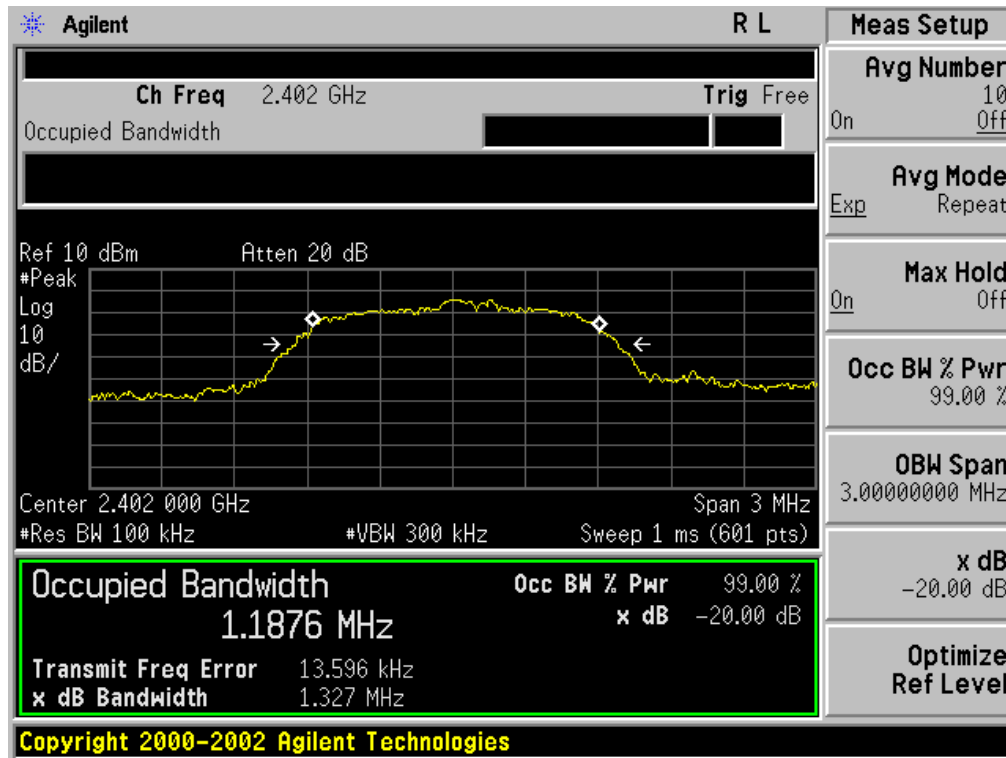 Agilent R L
Ch Freq 2.402 GHz Trig Free
Occupied Bandwidth
Ref 10 dBm Atten 20 dB
#Peak
Log
10
dB/
Center 2.402 000 GHz Span 3 MHz
#Res BW 100 kHz #VBW 300 kHz Sweep 1 ms (601 pts)
Occupied Bandwidth Occ BW % Pwr 99.00 %
1.1876 MHz x dB -20.00 dB
Transmit Freq Error 13.596 kHz
x dB Bandwidth 1.327 MHz
Copyright 2000-2002 Agilent Technologies
Meas Setup
Avg Number
10
On Off
Avg Mode
Exp Repeat
Max Hold
On Off
Occ BW % Pwr
99.00 %
OBW Span
3.00000000 MHz
x dB
-20.00 dB
Optimize
Ref Level